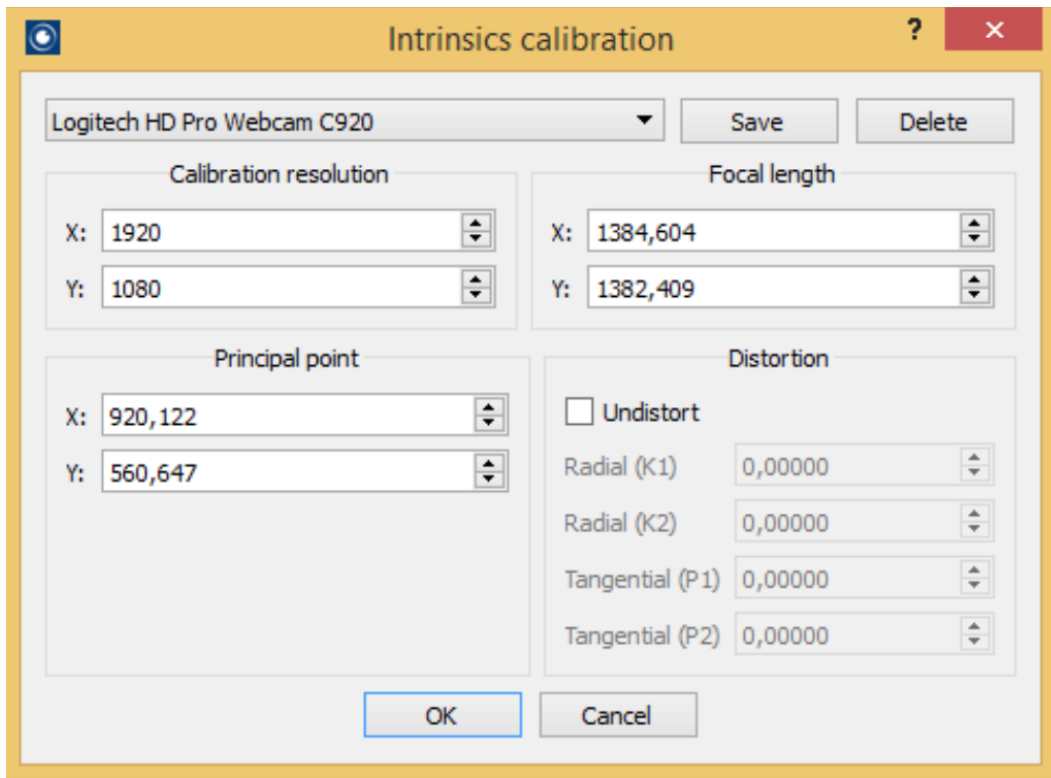 Intrinsics calibration ? ×
Logitech HD Pro Webcam C920 Save Delete
Calibration resolution
X: 1920
Y: 1080
Focal length
X: 1384,604
Y: 1382,409
Principal point
X: 920,122
Y: 560,647
Distortion
Undistort
Radial (K1) 0,00000
Radial (K2) 0,00000
Tangential (P1) 0,00000
Tangential (P2) 0,00000
OK Cancel